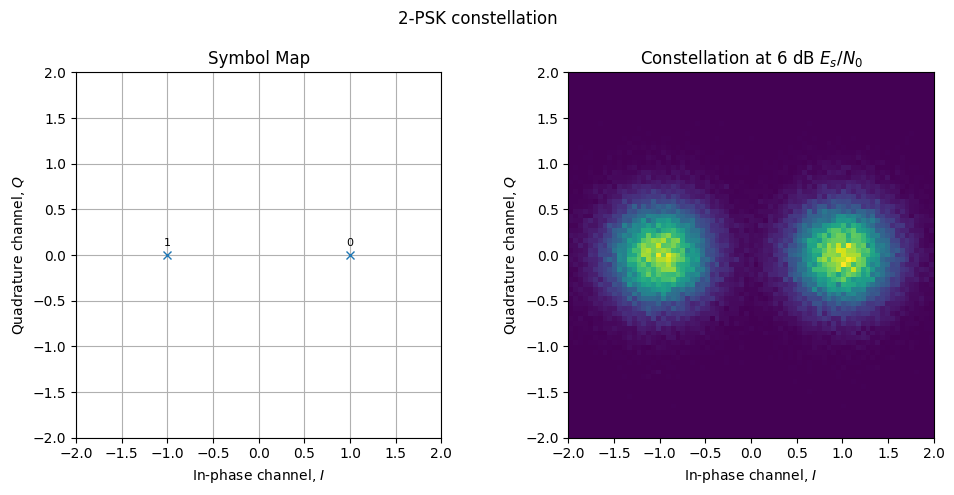 2-PSK constellation
Symbol Map
2.0
1.5
1.0
0.5
0.0
−0.5
−1.0
−1.5
−2.0
Quadrature channel, Q
1
0
−2.0 −1.5 −1.0 −0.5 0.0 0.5 1.0 1.5 2.0
In-phase channel, I
Constellation at 6 dB E_s/N_0
2.0
1.5
1.0
0.5
0.0
−0.5
−1.0
−1.5
−2.0
Quadrature channel, Q
−2.0 −1.5 −1.0 −0.5 0.0 0.5 1.0 1.5 2.0
In-phase channel, I